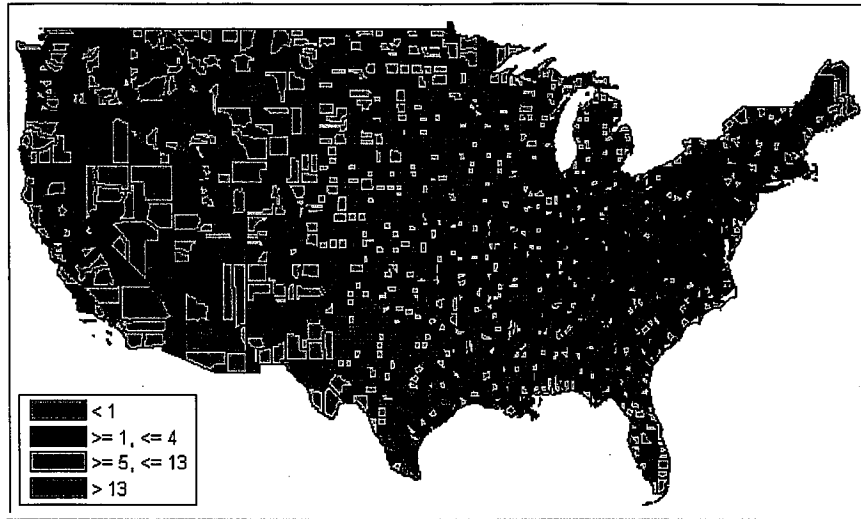 < 1
>= 1, <= 4
>= 5, <= 13
> 13